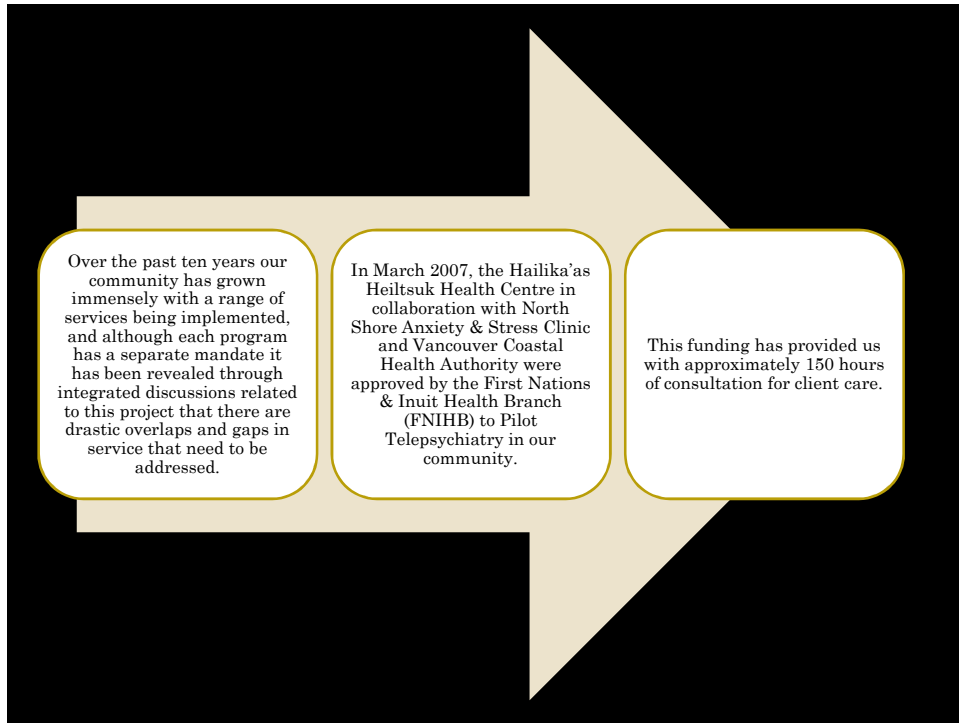 Over the past ten years our
community has grown
immensely with a range of
services being implemented,
and although each program
has a separate mandate it
has been revealed through
integrated discussions related
to this project that there are
drastic overlaps and gaps in
service that need to be
addressed.
In March 2007, the Hailika’as
Heiltsuk Health Centre in
collaboration with North
Shore Anxiety & Stress Clinic
and Vancouver Coastal
Health Authority were
approved by the First Nations
& Inuit Health Branch
(FNIHB) to Pilot
Telepsychiatry in our
community.
This funding has provided us
with approximately 150 hours
of consultation for client care.